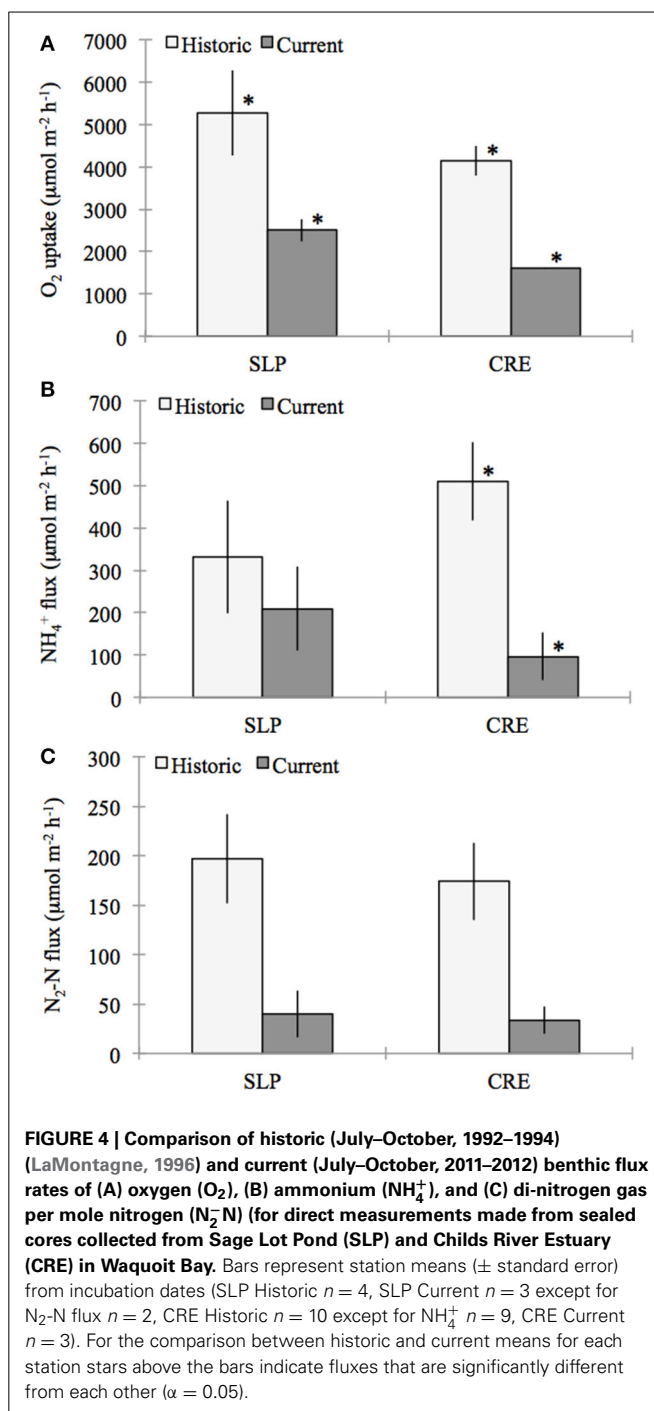 A
7000
6000
5000
4000
3000
2000
1000
0
O₂ uptake (µmol m⁻² h⁻¹)
Historic Current
* * * *
SLP CRE
B
700
600
500
400
300
200
100
0
NH₄⁺ flux (µmol m⁻² h⁻¹)
Historic Current
* *
SLP CRE
C
300
250
200
150
100
50
0
N₂-N flux (µmol m⁻² h⁻¹)
Historic Current
SLP CRE
FIGURE 4 | Comparison of historic (July–October, 1992–1994)
(LaMontagne, 1996) and current (July–October, 2011–2012) benthic flux
rates of (A) oxygen (O₂), (B) ammonium (NH₄⁺), and (C) di-nitrogen gas
per mole nitrogen (N₂⁻N) (for direct measurements made from sealed
cores collected from Sage Lot Pond (SLP) and Childs River Estuary
(CRE) in Waquoit Bay. Bars represent station means (± standard error)
from incubation dates (SLP Historic n = 4, SLP Current n = 3 except for
N₂-N flux n = 2, CRE Historic n = 10 except for NH₄⁺ n = 9, CRE Current
n = 3). For the comparison between historic and current means for each
station stars above the bars indicate fluxes that are significantly different
from each other (α = 0.05).